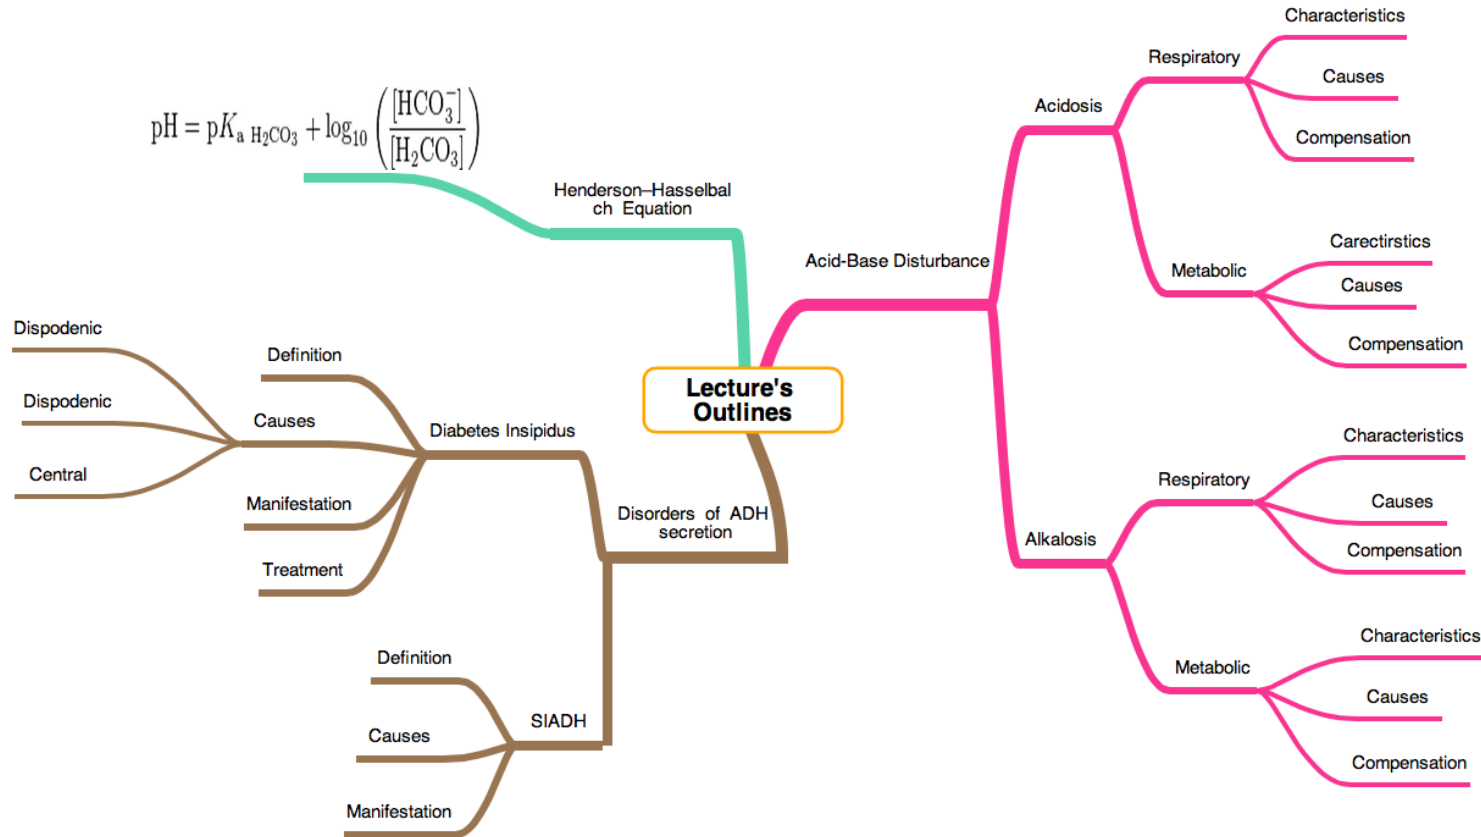 Lecture's
Outlines
Henderson–Hasselbal
ch Equation
pH = pKa H₂CO₃ + log₁₀ ([HCO₃⁻] / [H₂CO₃])
Acid-Base Disturbance
Acidosis
Respiratory
Characteristics
Causes
Compensation
Metabolic
Carectirstics
Causes
Compensation
Alkalosis
Respiratory
Characteristics
Causes
Compensation
Metabolic
Characteristics
Causes
Compensation
Disorders of ADH
secretion
Diabetes Insipidus
Definition
Causes
Dispodenic
Dispodenic
Central
Manifestation
Treatment
SIADH
Definition
Causes
Manifestation